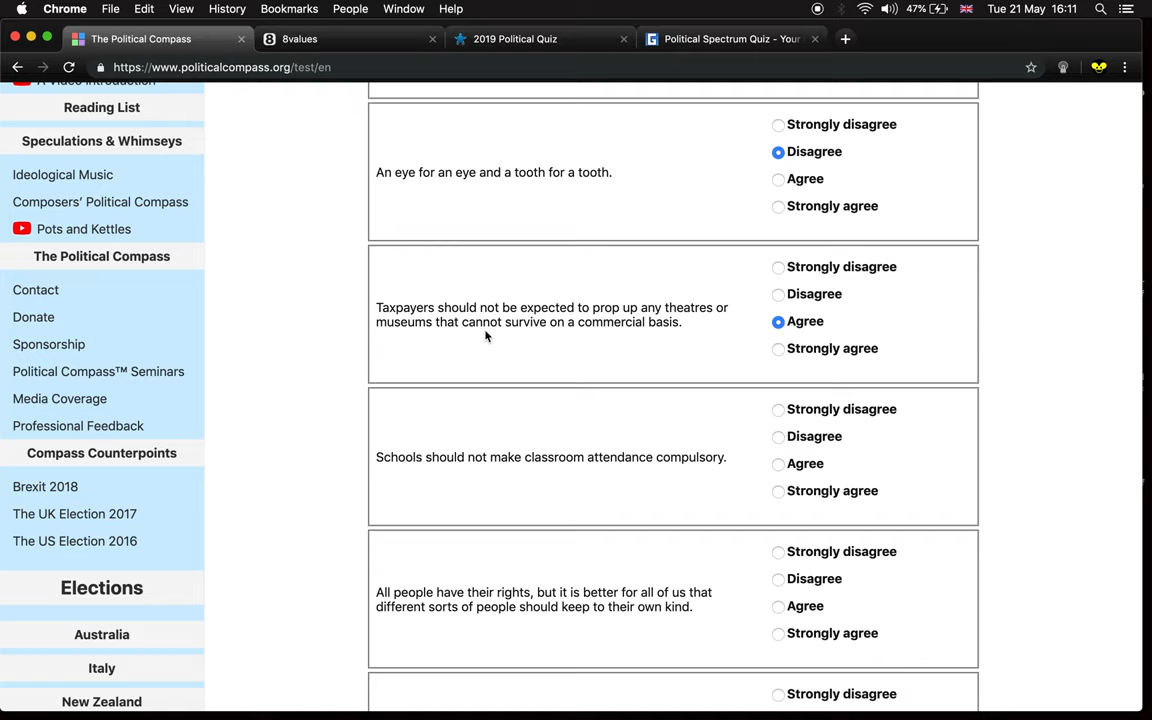 Chrome File Edit View History Bookmarks People Window Help 47% Tue 21 May 16:11
The Political Compass 8values 2019 Political Quiz Political Spectrum Quiz - Your
https://www.politicalcompass.org/test/en
A Video Introduction
Reading List
Speculations & Whimseys
Ideological Music
Composers’ Political Compass
Pots and Kettles
The Political Compass
Contact
Donate
Sponsorship
Political Compass™ Seminars
Media Coverage
Professional Feedback
Compass Counterpoints
Brexit 2018
The UK Election 2017
The US Election 2016
Elections
Australia
Italy
New Zealand
An eye for an eye and a tooth for a tooth.
Strongly disagree
Disagree
Agree
Strongly agree
Taxpayers should not be expected to prop up any theatres or
museums that cannot survive on a commercial basis.
Strongly disagree
Disagree
Agree
Strongly agree
Schools should not make classroom attendance compulsory.
Strongly disagree
Disagree
Agree
Strongly agree
All people have their rights, but it is better for all of us that
different sorts of people should keep to their own kind.
Strongly disagree
Disagree
Agree
Strongly agree
Strongly disagree